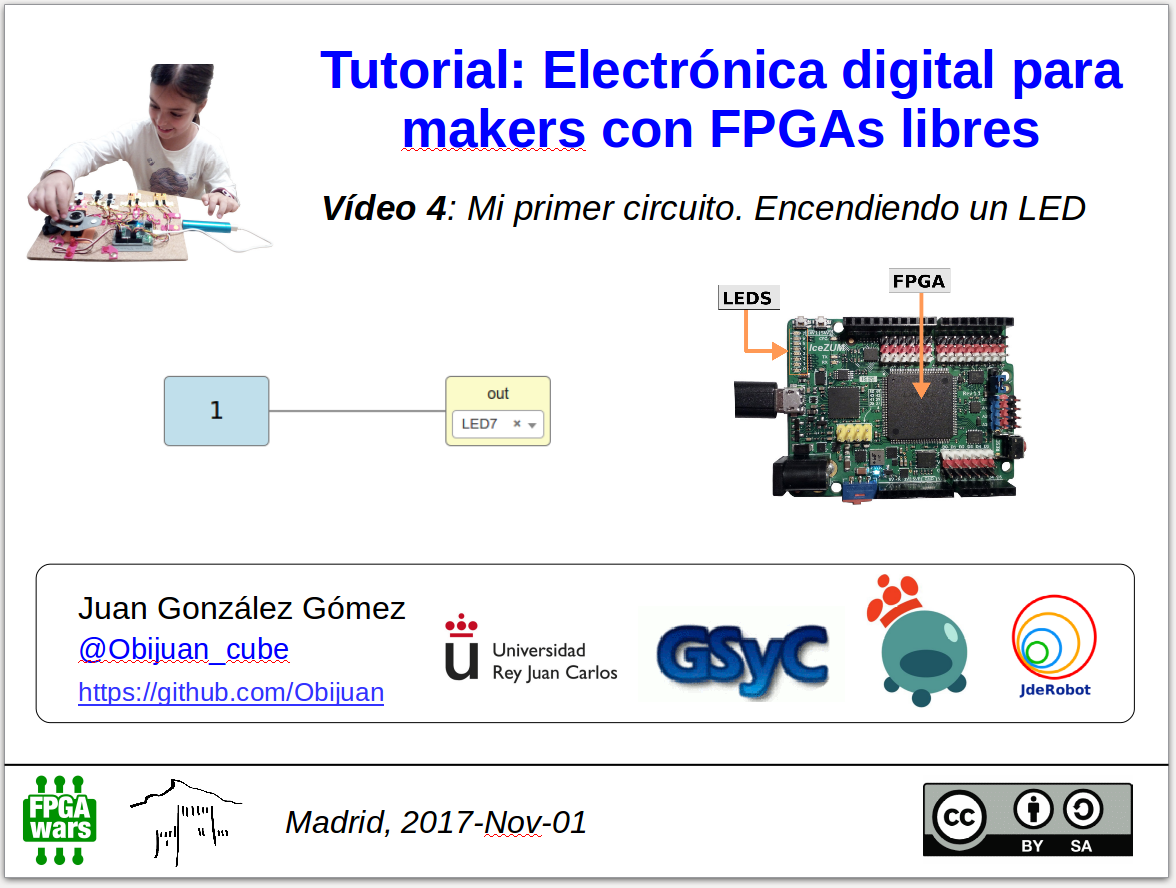 Tutorial: Electrónica digital para
makers con FPGAs libres
Vídeo 4: Mi primer circuito. Encendiendo un LED
LEDS
FPGA
IceZUM
1
out
LED7
Juan González Gómez
@Obijuan_cube
https://github.com/Obijuan
u
Universidad
Rey Juan Carlos
GSyC
JdeRobot
FPGA
wars
Madrid, 2017-Nov-01
cc
BY SA